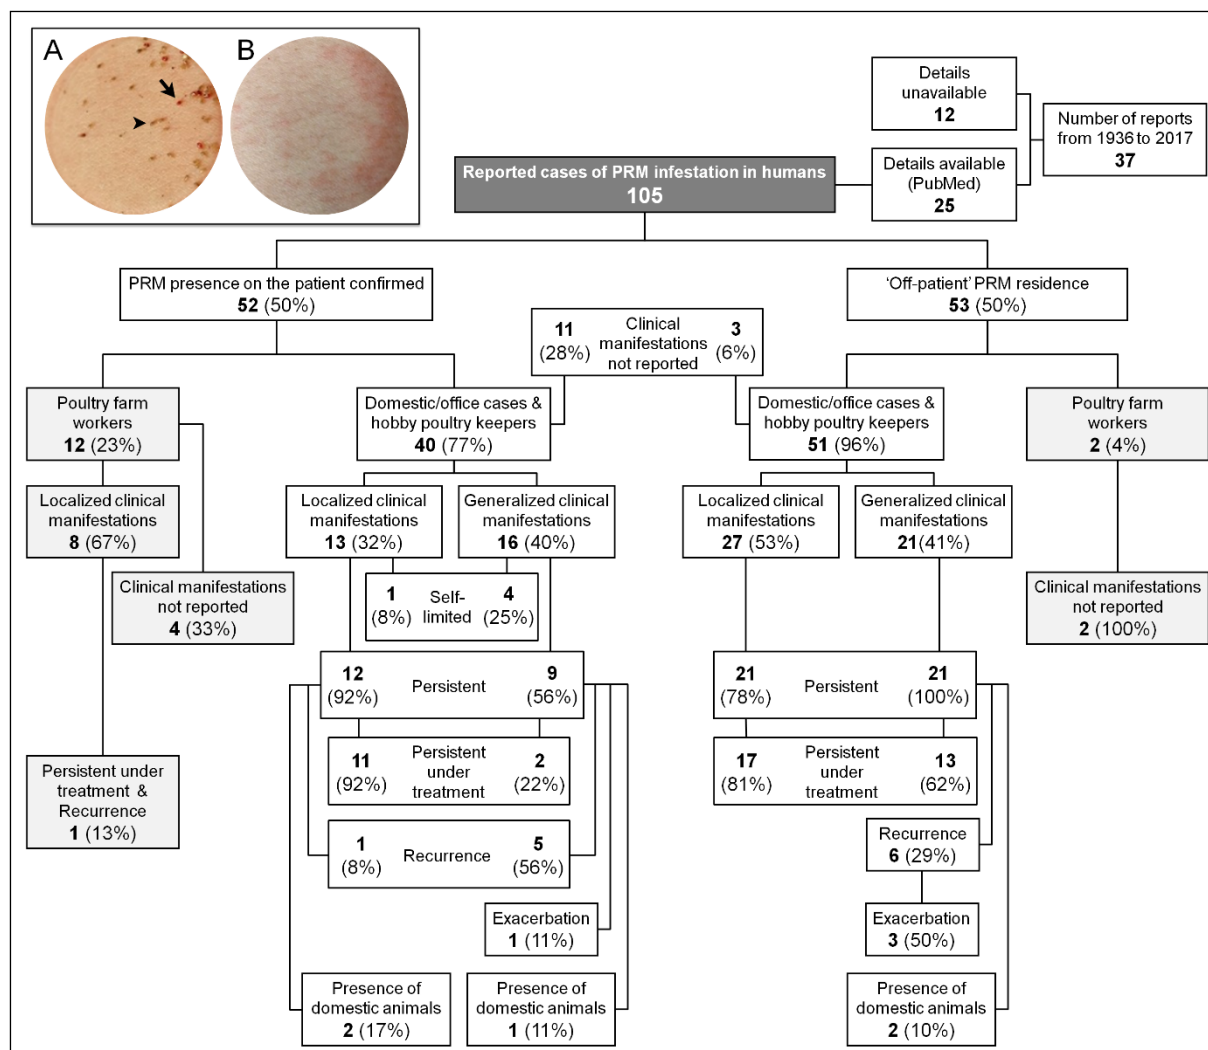 A
B
Details
unavailable
12
Number of reports
from 1936 to 2017
37
Details available
(PubMed)
25
Reported cases of PRM infestation in humans
105
PRM presence on the patient confirmed
52 (50%)
'Off-patient' PRM residence
53 (50%)
11
(28%)
Clinical
manifestations
not reported
3
(6%)
Poultry farm
workers
12 (23%)
Domestic/office cases &
hobby poultry keepers
40 (77%)
Domestic/office cases &
hobby poultry keepers
51 (96%)
Poultry farm
workers
2 (4%)
Localized clinical
manifestations
8 (67%)
Localized clinical
manifestations
13 (32%)
Generalized clinical
manifestations
16 (40%)
Localized clinical
manifestations
27 (53%)
Generalized clinical
manifestations
21(41%)
Clinical manifestations
not reported
4 (33%)
1
(8%)
Self-
limited
4
(25%)
Clinical manifestations
not reported
2 (100%)
12
(92%)
Persistent
9
(56%)
21
(78%)
Persistent
21
(100%)
11
(92%)
Persistent
under
treatment
2
(22%)
17
(81%)
Persistent
under
treatment
13
(62%)
Persistent under
treatment &
Recurrence
1 (13%)
1
(8%)
Recurrence
5
(56%)
Recurrence
6 (29%)
Exacerbation
1 (11%)
Exacerbation
3 (50%)
Presence of
domestic animals
2 (17%)
Presence of
domestic animals
1 (11%)
Presence of
domestic animals
2 (10%)